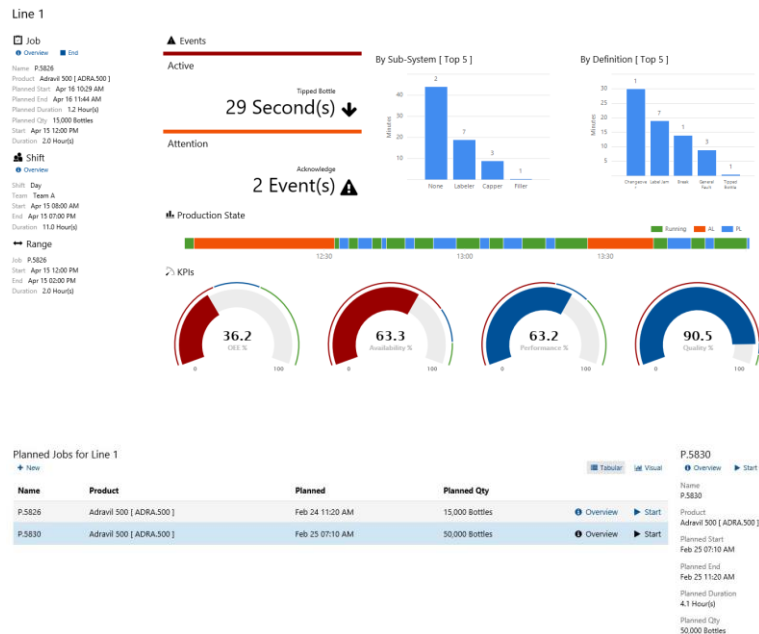 Line 1
Job
Overview End
Name P.5826
Product Adravil 500 [ ADRA.500 ]
Planned Start Apr 16 10:29 AM
Planned End Apr 16 11:44 AM
Planned Duration 1.2 Hour(s)
Planned Qty 15,000 Bottles
Start Apr 15 12:00 PM
Duration 2.0 Hour(s)
Shift
Overview
Shift Day
Team Team A
Start Apr 15 08:00 AM
End Apr 15 07:00 PM
Duration 11.0 Hour(s)
Range
Job P.5826
Start Apr 15 12:00 PM
End Apr 15 02:00 PM
Duration 2.0 Hour(s)
Events
Active
Tipped Bottle
29 Second(s)
Attention
Acknowledge
2 Event(s)
By Sub-System [ Top 5 ]
Minutes
40
30
20
10
2
7
3
1
None Labeler Capper Filler
By Definition [ Top 5 ]
Minutes
30
25
20
15
10
5
1
7
1
3
1
Changeove
r
Label Jam
Break
General
Fault
Tipped
Bottle
Production State
Running AL PL
12:30 13:00 13:30
KPIs
36.2
OEE %
0 100
63.3
Availability %
0 100
63.2
Performance %
0 100
90.5
Quality %
0 100
Planned Jobs for Line 1
New
Tabular Visual
Name Product Planned Planned Qty
P.5826 Adravil 500 [ ADRA.500 ] Feb 24 11:20 AM 15,000 Bottles Overview Start
P.5830 Adravil 500 [ ADRA.500 ] Feb 25 07:10 AM 50,000 Bottles Overview Start
P.5830
Overview Start
Name
P.5830
Product
Adravil 500 [ ADRA.500 ]
Planned Start
Feb 25 07:10 AM
Planned End
Feb 25 11:20 AM
Planned Duration
4.1 Hour(s)
Planned Qty
50,000 Bottles